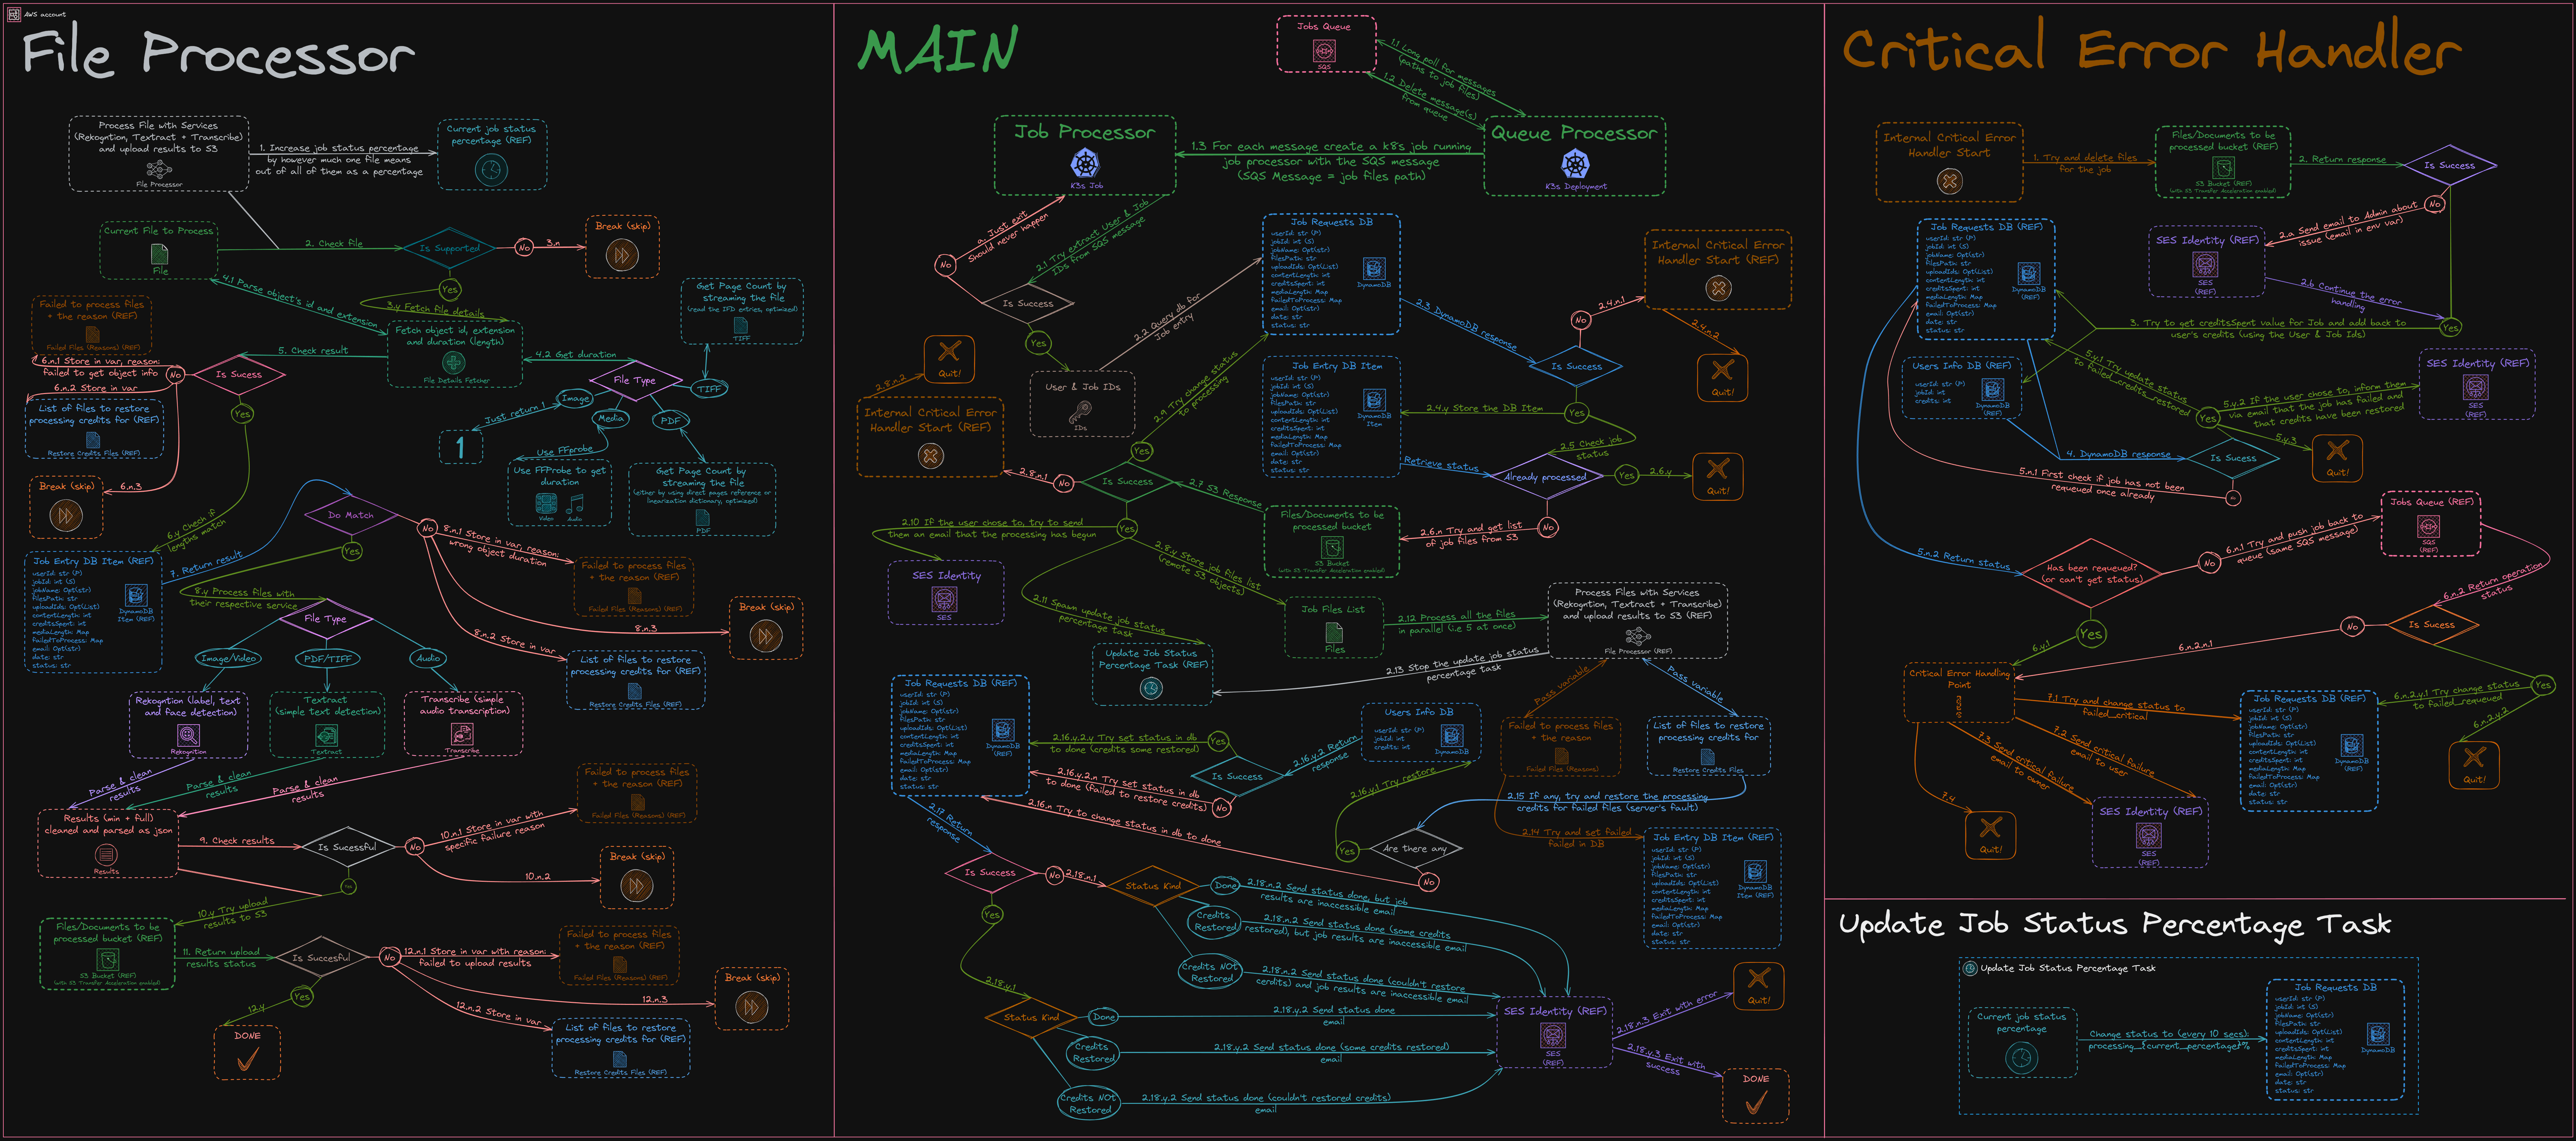 AWS account
File Processor
Process File with Services
(Rekogntion, Textract + Transcribe)
and upload results to S3
File Processor
1. Increase job status percentage
by however much one file means
out of all of them as a percentage
Current job status
percentage (REF)
Current File to Process
File
2. Check file
Is Supported
No
3.n
Break (skip)
Yes
3.y Fetch file details
4.1 Parse object's id and extension
Fetch object id, extension
and duration (length)
File Details Fetcher
4.2 Get duration
File Type
Get Page Count by
streaming the file
(read the IFD entries, optimized)
TIFF
TIFF
Image
Just return 1
1
Media
Use FFprobe
Use FFProbe to get
duration
Video
Audio
PDF
Get Page Count by
streaming the file
(either by using direct pages reference or
linearization dictionary, optimized)
PDF
5. Check result
Is Sucess
No
Failed to process files
+ the reason (REF)
Failed Files (Reasons) (REF)
6.n.1 Store in var, reason:
failed to get object info
6.n.2 Store in var
List of files to restore
processing credits for (REF)
Restore Credits Files (REF)
6.n.3
Break (skip)
Yes
6.y Check if
lengths match
Job Entry DB Item (REF)
userId: str (P)
jobId: int (S)
jobName: Opt(str)
filesPath: str
uploadIds: Opt(List)
contentLength: int
creditsSpent: int
mediaLength: Map
failedToProcess: Map
email: Opt(str)
date: str
status: str
DynamoDB
Item (REF)
7. Return result
Do Match
No
8.n.1 Store in var, reason:
wrong object duration
Failed to process files
+ the reason (REF)
Failed Files (Reasons) (REF)
8.n.3
Break (skip)
8.n.2 Store in var
List of files to restore
processing credits for (REF)
Restore Credits Files (REF)
Yes
8.y Process files with
their respective service
File Type
Image/Video
PDF/TIFF
Audio
Rekogntion (label, text
and face detection)
Rekognition
Textract
(simple text detection)
Textract
Transcribe (simple
audio transcription)
Transcribe
Parse & clean
results
Parse & clean
results
Parse & clean
results
Results (min + full)
cleaned and parsed as json
Results
9. Check results
Is Sucessful
No
10.n.1 Store in var with
specific failure reason
Failed to process files
+ the reason (REF)
Failed Files (Reasons) (REF)
10.n.2
Break (skip)
Yes
10.y Try upload
results to S3
Files/Documents to be
processed bucket (REF)
S3 Bucket (REF)
(with S3 Transfer Acceleration enabled)
11. Return upload
results status
Is Succesful
No
12.n.1 Store in var with reason:
failed to upload results
Failed to process files
+ the reason (REF)
Failed Files (Reasons) (REF)
12.n.3
Break (skip)
12.n.2 Store in var
List of files to restore
processing credits for (REF)
Restore Credits Files (REF)
Yes
12.y
DONE
MAIN
Jobs Queue
SQS
1.1 Long poll for messages
(paths to job files)
1.2 Delete message(s)
from queue
Job Processor
K3s Job
1.3 For each message create a k8s job running
job processor with the SQS message
(SQS Message = job files path)
Queue Processor
K3s Deployment
a. Just exit
Should never happen
No
2.1 Try extract User & Job
IDs from SQS message
Is Success
Yes
User & Job IDs
IDs
2.2 Query db for
job entry
Job Requests DB
userId: str (P)
jobId: int (S)
jobName: Opt(str)
filesPath: str
uploadIds: Opt(List)
contentLength: int
creditsSpent: int
mediaLength: Map
failedToProcess: Map
email: Opt(str)
date: str
status: str
DynamoDB
2.3 DynamoDB response
Is Success
No
2.4.n.1
Internal Critical Error
Handler Start (REF)
2.4.n.2
Quit!
Yes
2.4.y Store the DB Item
Job Entry DB Item
userId: str (P)
jobId: int (S)
jobName: Opt(str)
filesPath: str
uploadIds: Opt(List)
contentLength: int
creditsSpent: int
mediaLength: Map
failedToProcess: Map
email: Opt(str)
date: str
status: str
DynamoDB
Item
2.5 Check job
status
Retrieve status
Already processed
Yes
2.6.y
Quit!
No
2.6.n Try and get list
of job files from S3
Files/Documents to be
processed bucket
S3 Bucket
(with S3 Transfer Acceleration enabled)
2.7 S3 Response
Is Success
No
2.8.n.1
Internal Critical Error
Handler Start (REF)
2.8.n.2
Quit!
Yes
2.9 Try change status
to processing
Yes
2.10 If the user chose to, try to send
them an email that the processing has begun
SES Identity
SES
2.8.y Store job files list
(remote S3 objects)
Job Files List
Files
2.11 Spawn update job status
percentage task
Update Job Status
Percentage Task (REF)
2.12 Process all the files
in parallel (i.e 5 at once)
Process Files with Services
(Rekogntion, Textract + Transcribe)
and upload results to S3 (REF)
File Processor (REF)
2.13 Stop the update job status
percentage task
Pass variable
Pass variable
Failed to process files
+ the reason
Failed Files (Reasons)
List of files to restore
processing credits for
Restore Credits Files
2.14 Try and set failed
failed in DB
Job Entry DB Item (REF)
userId: str (P)
jobId: int (S)
jobName: Opt(str)
filesPath: str
uploadIds: Opt(List)
contentLength: int
creditsSpent: int
mediaLength: Map
failedToProcess: Map
email: Opt(str)
date: str
status: str
DynamoDB
Item (REF)
2.15 If any, try and restore the processing
credits for failed files (server's fault)
Are there any
Yes
2.16.y.1 Try restore
Users Info DB
userId: str (P)
jobId: int
credits: int
DynamoDB
2.16.y.2 Return
response
Is Success
Yes
2.16.y.2.y Try set status in db
to done (credits some restored)
No
2.16.y.2.n Try set status in db
to done (failed to restore credits)
No
2.16.n Try to change status in db to done
Job Requests DB (REF)
userId: str (P)
jobId: int (S)
jobName: Opt(str)
filesPath: str
uploadIds: Opt(List)
contentLength: int
creditsSpent: int
mediaLength: Map
failedToProcess: Map
email: Opt(str)
date: str
status: str
DynamoDB
(REF)
2.17 Return
response
Is Success
No
2.18.n.1
Status Kind
Done
2.18.n.2 Send status done, but job
results are inaccessible email
Credits
Restored
2.18.n.2 Send status done (some credits
restored), but job results are inaccessible email
Credits NOt
Restored
2.18.n.2 Send status done (couldn't restore
cerdits) and job results are inaccessible email
Yes
2.18.y.1
Status Kind
Done
2.18.y.2 Send status done
email
Credits
Restored
2.18.y.2 Send status done (some credits restored)
email
Credits NOt
Restored
2.18.y.2 Send status done (couldn't restored credits)
email
SES Identity (REF)
SES
(REF)
2.18.n.3 Exit with error
Quit!
2.18.y.3 Exit with
success
DONE
Critical Error Handler
Internal Critical Error
Handler Start
1. Try and delete files
for the job
Files/Documents to be
processed bucket (REF)
S3 Bucket (REF)
(with S3 Transfer Acceleration enabled)
2. Return response
Is Success
No
2.a Send email to Admin about
issue (email in env var)
SES Identity (REF)
SES
(REF)
2.b Continue the error
handling
Yes
3. Try to get creditsSpent value for Job and add back to
user's credits (using the User & Job IDs)
Job Requests DB (REF)
userId: str (P)
jobId: int (S)
jobName: Opt(str)
filesPath: str
uploadIds: Opt(List)
contentLength: int
creditsSpent: int
mediaLength: Map
failedToProcess: Map
email: Opt(str)
date: str
status: str
DynamoDB
(REF)
Users Info DB (REF)
userId: str (P)
jobId: int
credits: int
DynamoDB
(REF)
4. DynamoDB response
Is Sucess
Yes
5.y.1 Try update status
to failed_credits_restored
5.y.2 If the user chose to, inform them
via email that the job has failed and
that credits have been restored
SES Identity (REF)
SES
(REF)
5.y.3
Quit!
No
5.n.1 First check if job has not been
requeued once already
5.n.2 Return status
Has been requeued?
(or can't get status)
No
6.n.1 Try and push job back to
queue (same SQS message)
Jobs Queue (REF)
SQS
(REF)
6.n.2 Return operation
status
Is Sucess
No
6.n.2.n.1
Yes
6.n.2.y.1 Try change status
to failed_requeued
6.n.2.y.2
Quit!
Yes
6.y.1
Critical Error Handling
Point
7.1 Try and change status to
failed_critical
Job Requests DB (REF)
userId: str (P)
jobId: int (S)
jobName: Opt(str)
filesPath: str
uploadIds: Opt(List)
contentLength: int
creditsSpent: int
mediaLength: Map
failedToProcess: Map
email: Opt(str)
date: str
status: str
DynamoDB
(REF)
7.2 Send critical failure
email to user
7.3 Send critical failure
email to owner
SES Identity (REF)
SES
(REF)
7.4
Quit!
Update Job Status Percentage Task
Update Job Status Percentage Task
Current job status
percentage
Change status to (every 10 secs):
processing_{current_percentage}%
Job Requests DB
userId: str (P)
jobId: int (S)
jobName: Opt(str)
filesPath: str
uploadIds: Opt(List)
contentLength: int
creditsSpent: int
mediaLength: Map
failedToProcess: Map
email: Opt(str)
date: str
status: str
DynamoDB